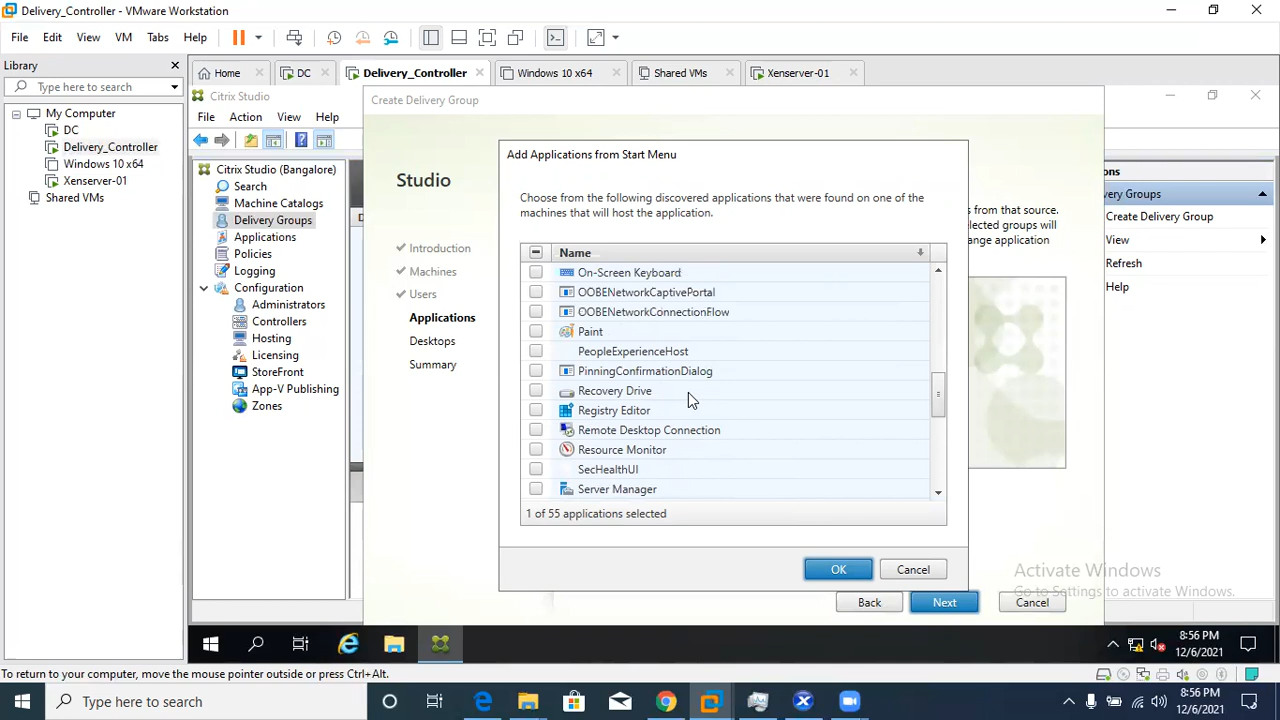 Delivery_Controller - VMware Workstation
File Edit View VM Tabs Help
Library
Type here to search
My Computer
DC
Delivery_Controller
Windows 10 x64
Xenserver-01
Shared VMs
Home DC Delivery_Controller Windows 10 x64 Shared VMs Xenserver-01
Citrix Studio
File Action View Help
Citrix Studio (Bangalore)
Search
Machine Catalogs
Delivery Groups
Applications
Policies
Logging
Configuration
Administrators
Controllers
Hosting
Licensing
StoreFront
App-V Publishing
Zones
Create Delivery Group
Studio
Introduction
Machines
Users
Applications
Desktops
Summary
Add Applications from Start Menu
Choose from the following discovered applications that were found on one of the
machines that will host the application.
Name
On-Screen Keyboard
OOBENetworkCaptivePortal
OOBENetworkConnectionFlow
Paint
PeopleExperienceHost
PinningConfirmationDialog
Recovery Drive
Registry Editor
Remote Desktop Connection
Resource Monitor
SecHealthUI
Server Manager
1 of 55 applications selected
OK Cancel
s from that source.
lected groups will
nge application
Back Next Cancel
ons
very Groups
Create Delivery Group
View
Refresh
Help
Activate Windows
Go to Settings to activate Windows.
8:56 PM
12/6/2021
To return to your computer, move the mouse pointer outside or press Ctrl+Alt.
Type here to search
8:56 PM
12/6/2021